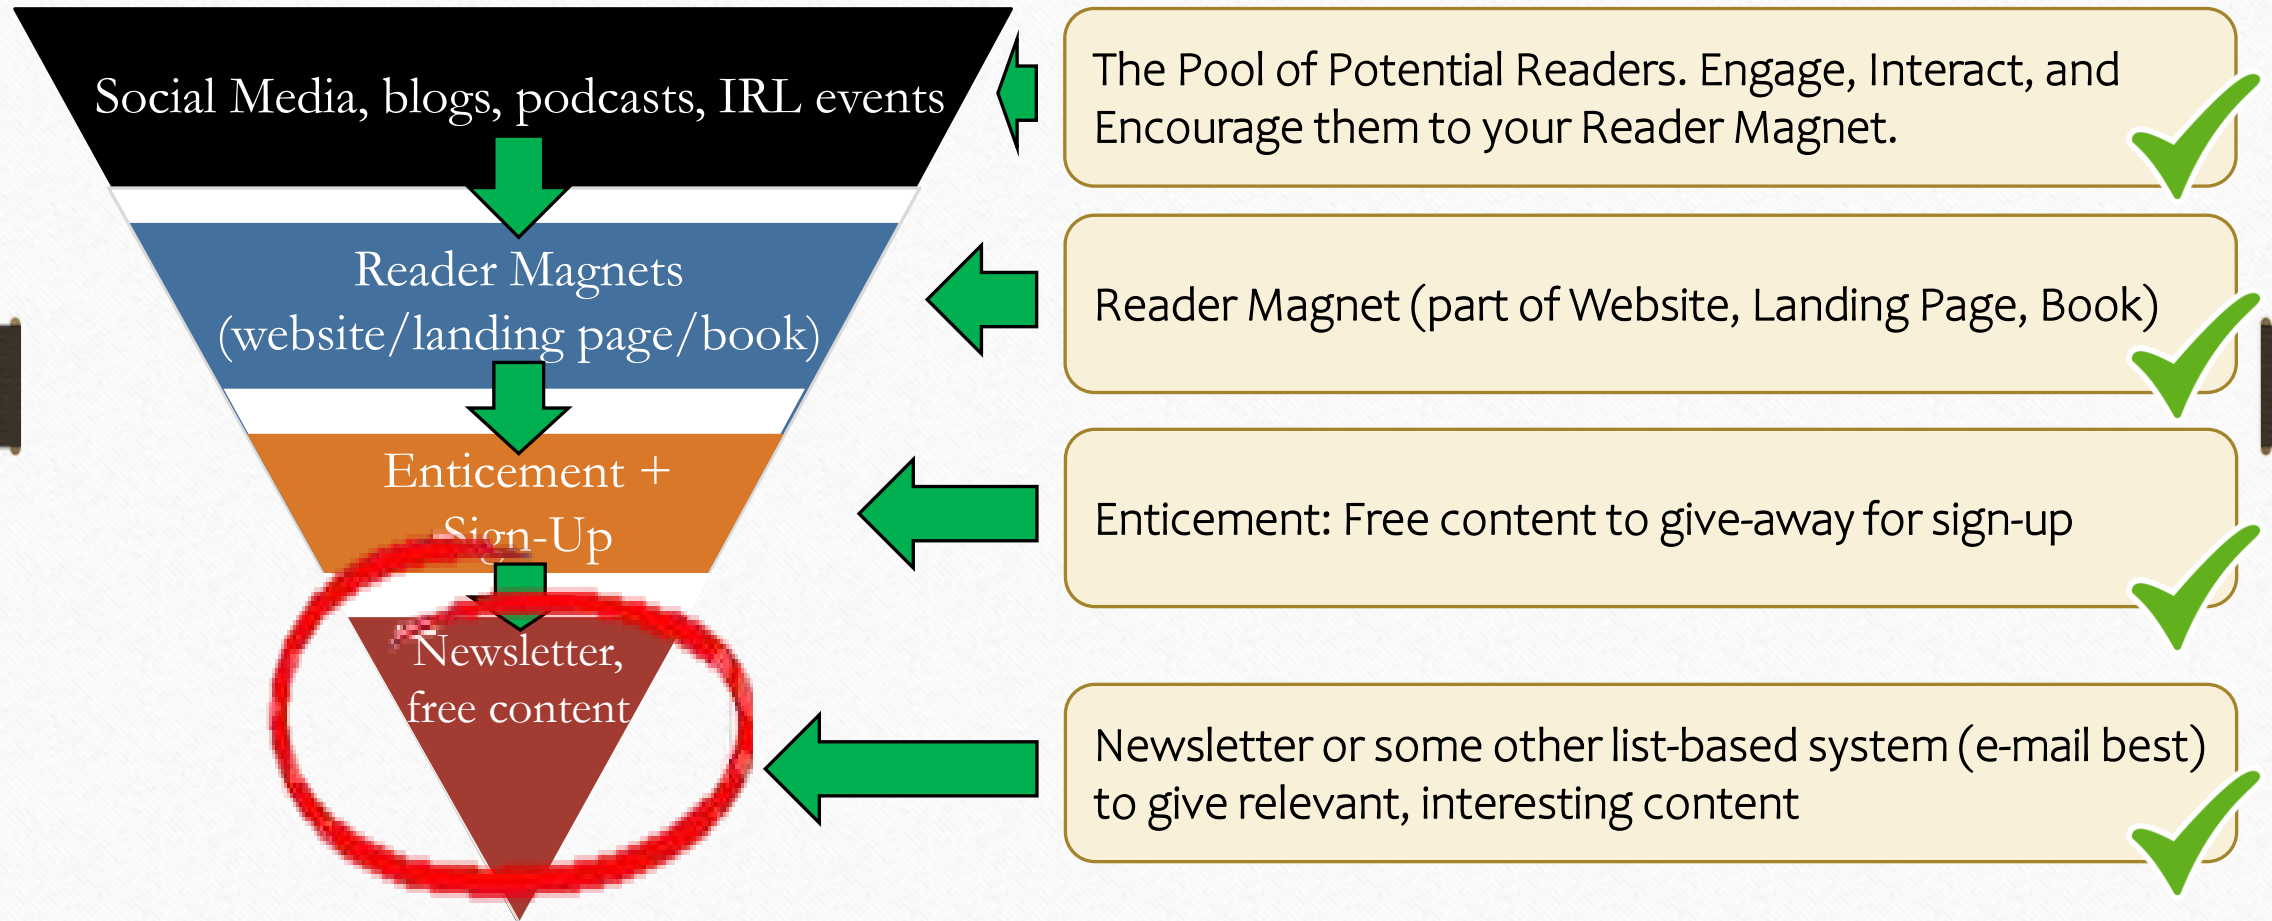 Social Media, blogs, podcasts, IRL events
The Pool of Potential Readers. Engage, Interact, and
Encourage them to your Reader Magnet.
Reader Magnets
(website/landing page/book)
Reader Magnet (part of Website, Landing Page, Book)
Enticement +
Sign-Up
Enticement: Free content to give-away for sign-up
Newsletter,
free content
Newsletter or some other list-based system (e-mail best)
to give relevant, interesting content